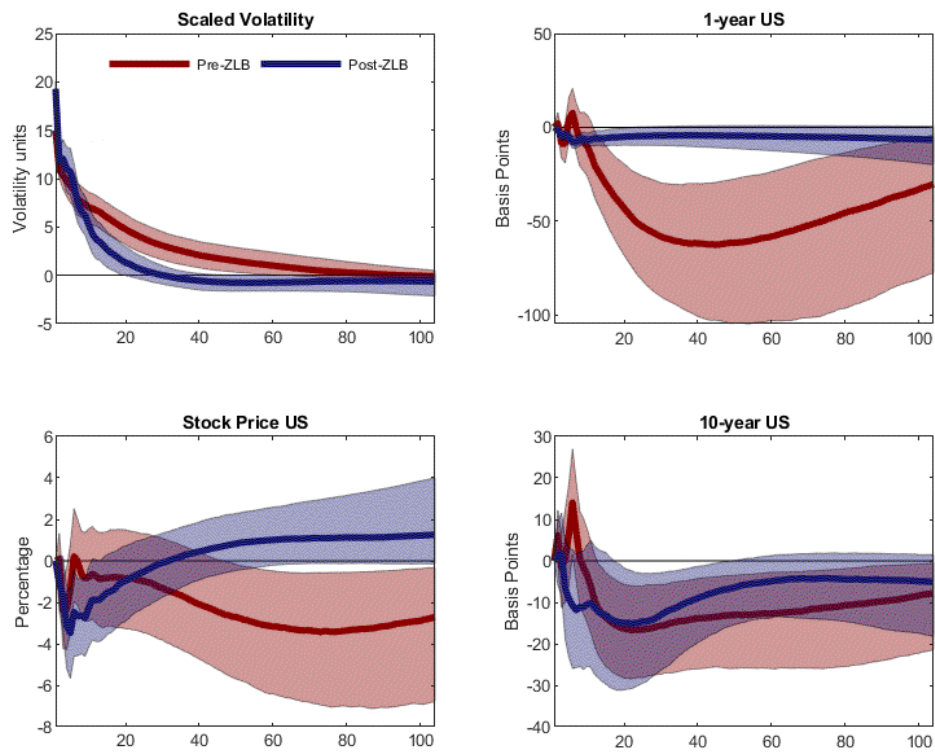 Scaled Volatility
25
20
15
10
5
0
-5
Volatility units
Pre-ZLB
Post-ZLB
20 40 60 80 100
1-year US
50
0
-50
-100
Basis Points
20 40 60 80 100
Stock Price US
6
4
2
0
-2
-4
-6
-8
Percentage
20 40 60 80 100
10-year US
30
20
10
0
-10
-20
-30
-40
Basis Points
20 40 60 80 100